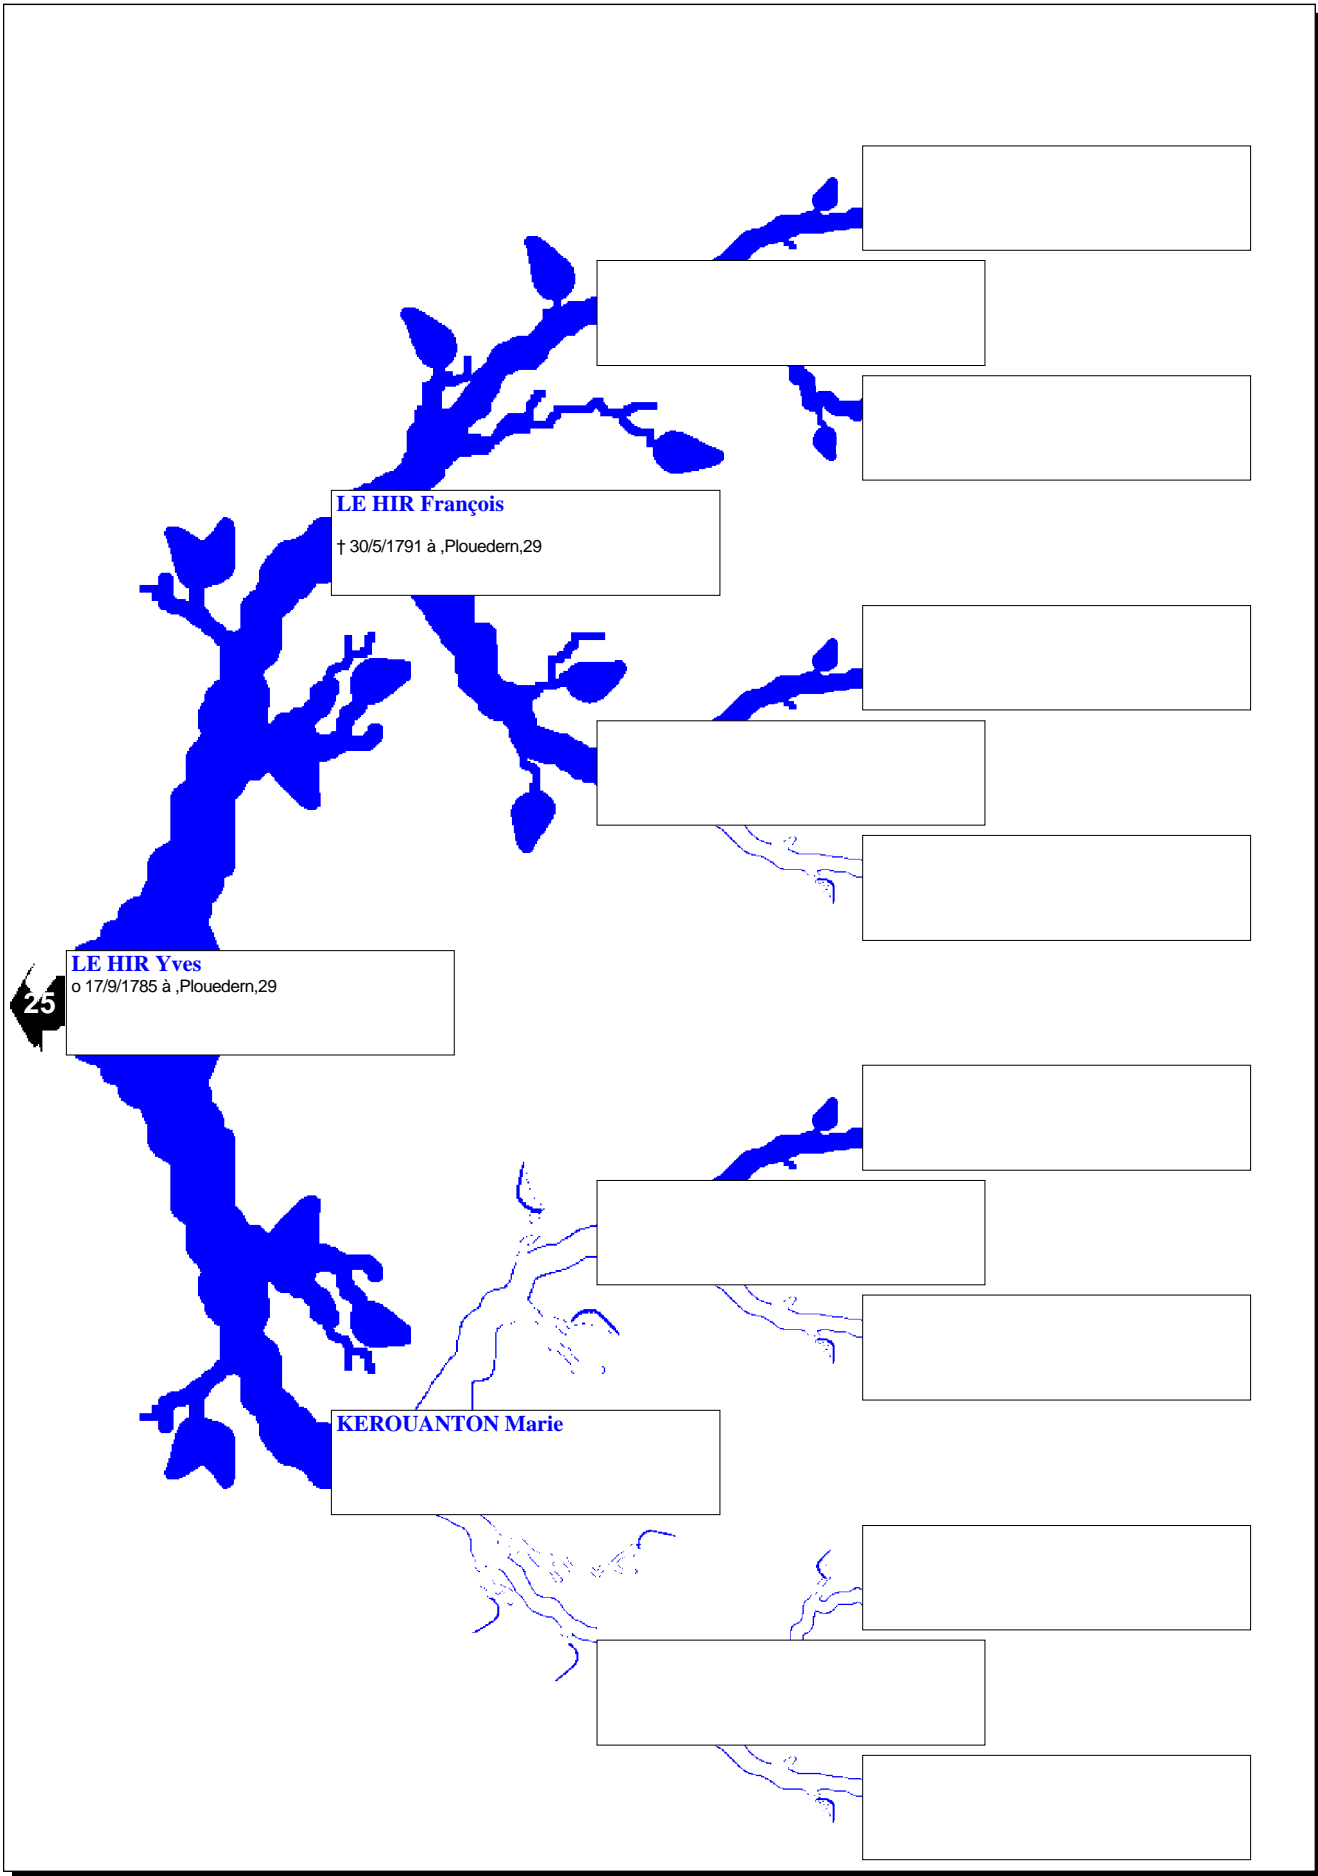 LE HIR François
† 30/5/1791 à ,Plouedern,29
LE HIR Yves
o 17/9/1785 à ,Plouedern,29
25
KEROUANTON Marie